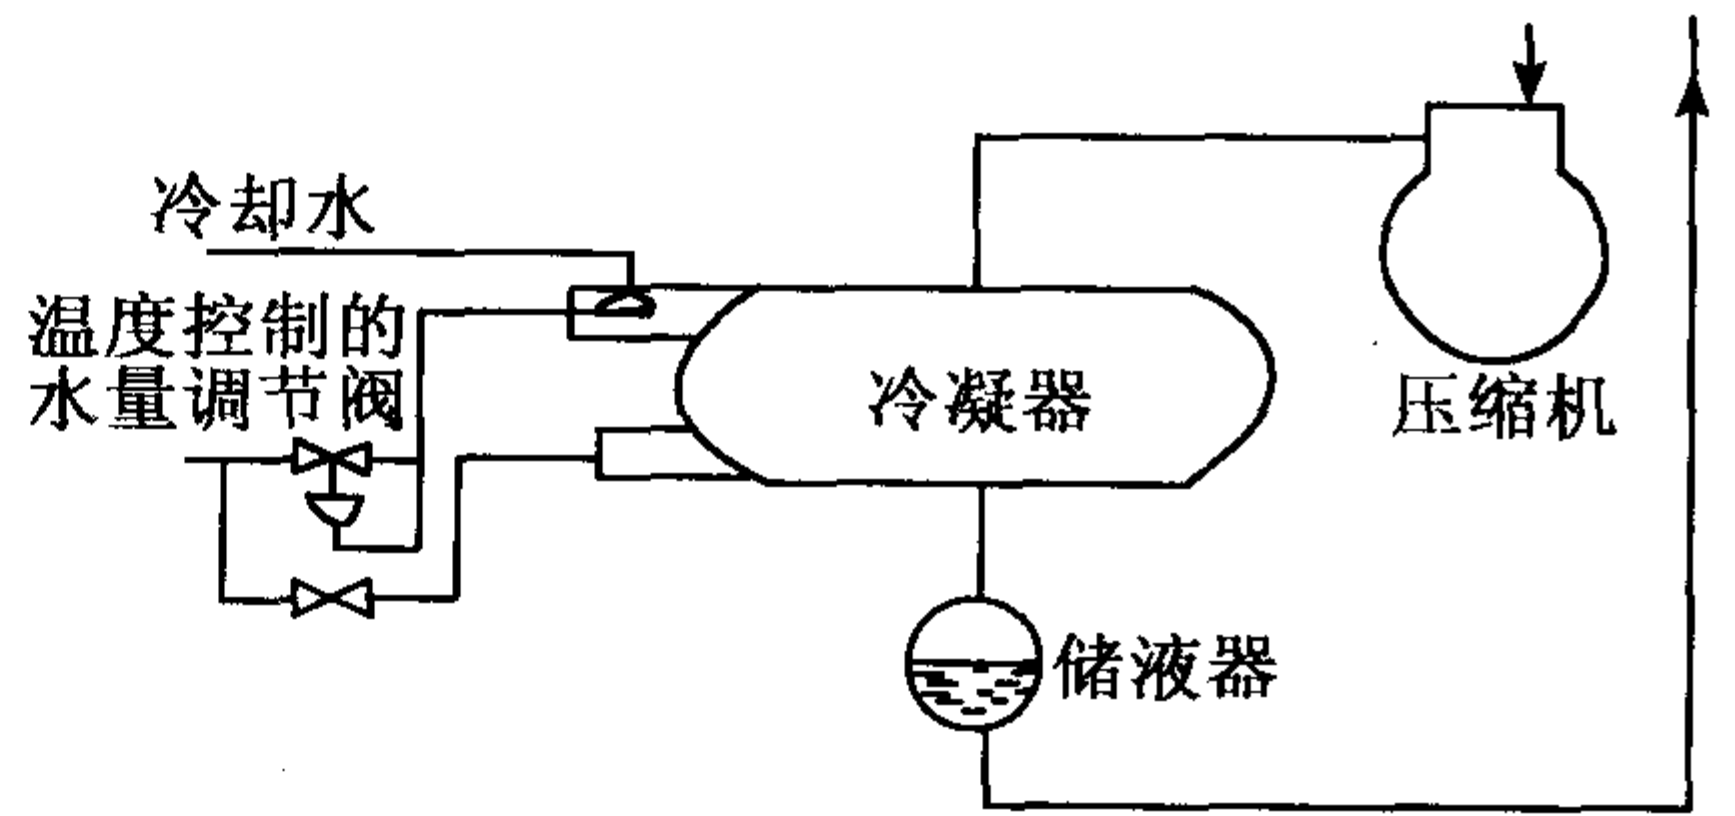 冷却水
温度控制的
水量调节阀
冷凝器
压缩机
储液器